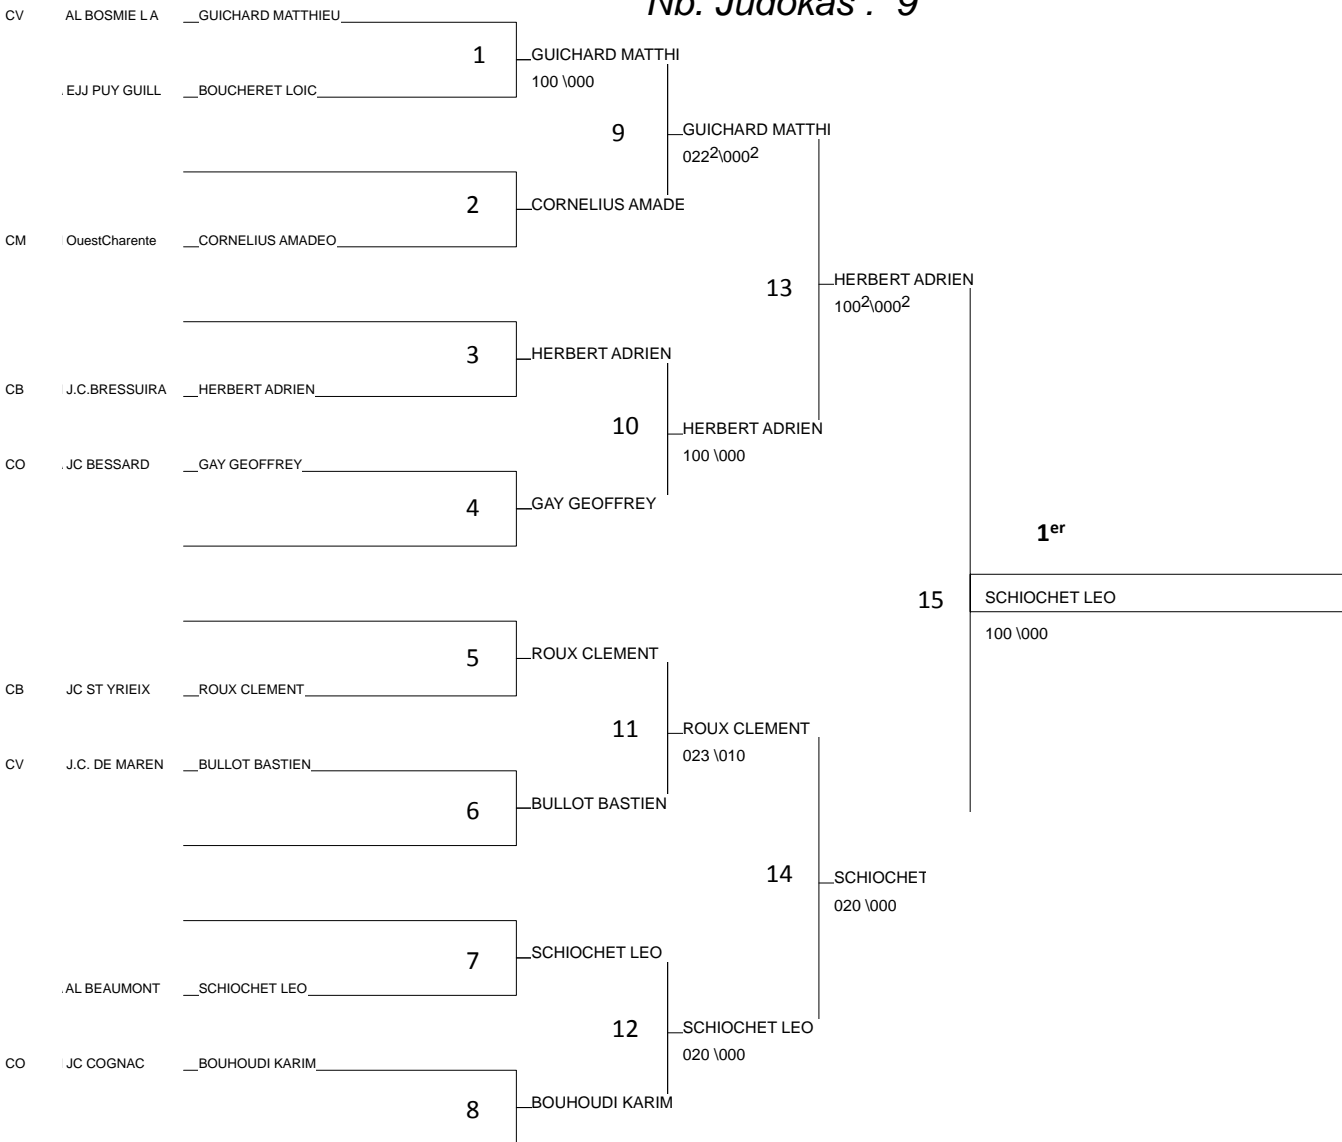 Nb. Judokas : 9
CV AL BOSMIE L A GUICHARD MATTHIEU
1 GUICHARD MATTHI
100 \000
EJJ PUY GUILL BOUCHERET LOIC
9 GUICHARD MATTHI
022²\000²
2 CORNELIUS AMADE
CM OuestCharente CORNELIUS AMADEO
13 HERBERT ADRIEN
100²\000²
3 HERBERT ADRIEN
CB J.C.BRESSUIRA HERBERT ADRIEN
10 HERBERT ADRIEN
100 \000
CO JC BESSARD GAY GEOFFREY
4 GAY GEOFFREY
1er
15 SCHIOCHET LEO
100 \000
5 ROUX CLEMENT
CB JC ST YRIEIX ROUX CLEMENT
11 ROUX CLEMENT
023 \010
CV J.C. DE MAREN BULLOT BASTIEN
6 BULLOT BASTIEN
14 SCHIOCHET
020 \000
7 SCHIOCHET LEO
AL BEAUMONT SCHIOCHET LEO
12 SCHIOCHET LEO
020 \000
CO JC COGNAC BOUHOUDI KARIM
8 BOUHOUDI KARIM